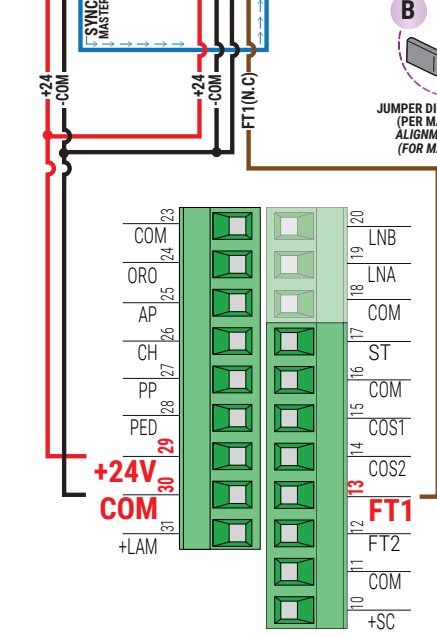 SYNC
MASTER
B
+24
-COM
+24
-COM
FT1(N.C)
JUMPER DI
(PER MA
ALIGNM
(FOR MA
23
COM
24
ORO
25
AP
26
CH
27
PP
28
PED
29
+24V
30
COM
31
+LAM
20
LNB
19
LNA
18
COM
17
ST
16
COM
15
COS1
14
COS2
13
FT1
12
FT2
11
COM
10
+SC